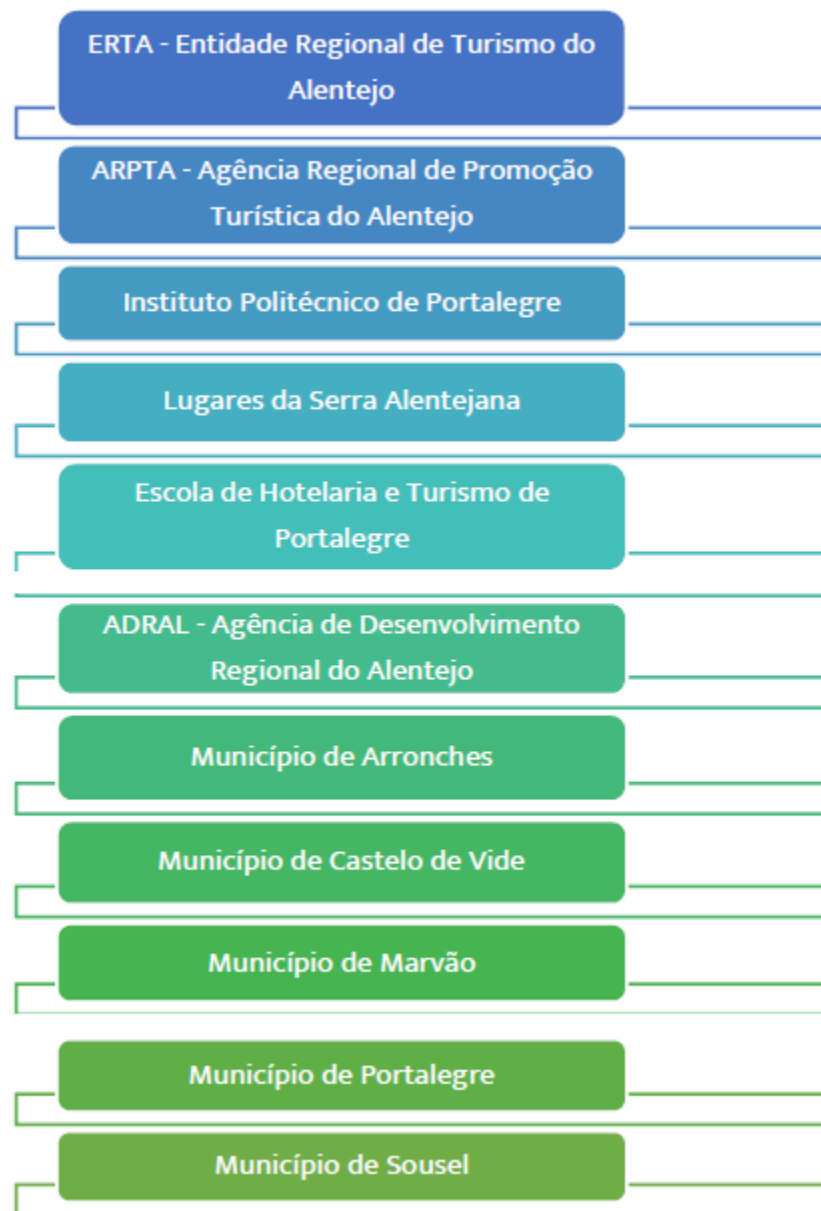 ERTA - Entidade Regional de Turismo do
Alentejo
ARPTA - Agência Regional de Promoção
Turística do Alentejo
Instituto Politécnico de Portalegre
Lugares da Serra Alentejana
Escola de Hotelaria e Turismo de
Portalegre
ADRAL - Agência de Desenvolvimento
Regional do Alentejo
Município de Arronches
Município de Castelo de Vide
Município de Marvão
Município de Portalegre
Município de Sousel